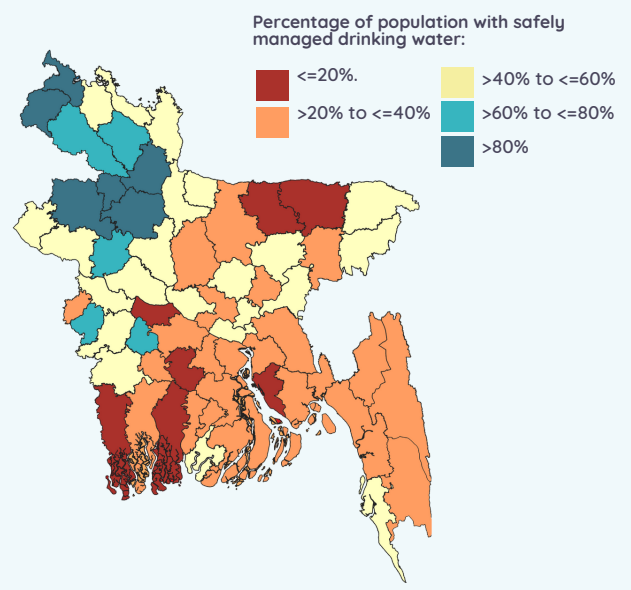 Percentage of population with safely
managed drinking water:
<=20%.
>20% to <=40%
>40% to <=60%
>60% to <=80%
>80%